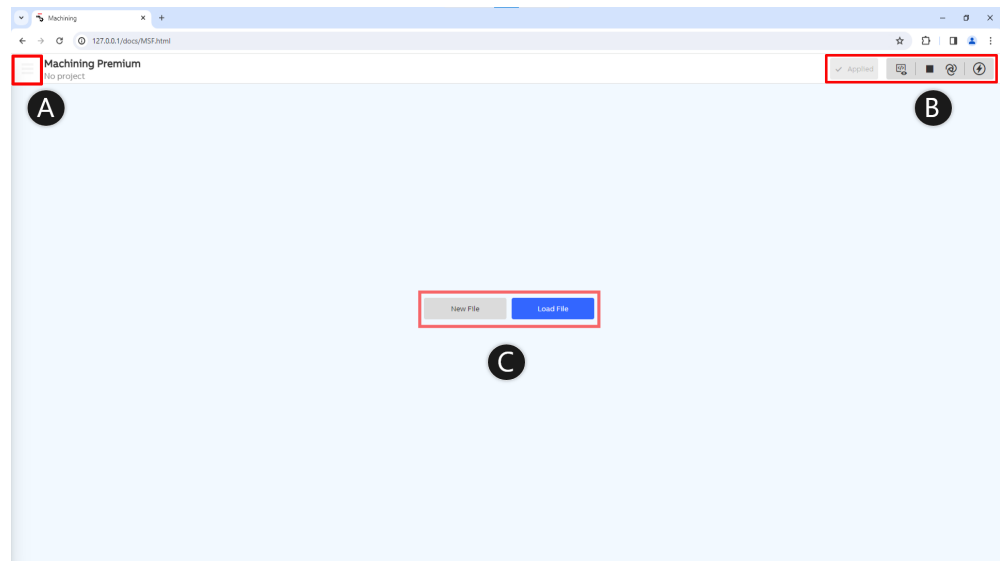 Machining
127.0.0.1/docs/MSF.html
Machining Premium
No project
Applied
A
B
New File
Load File
C